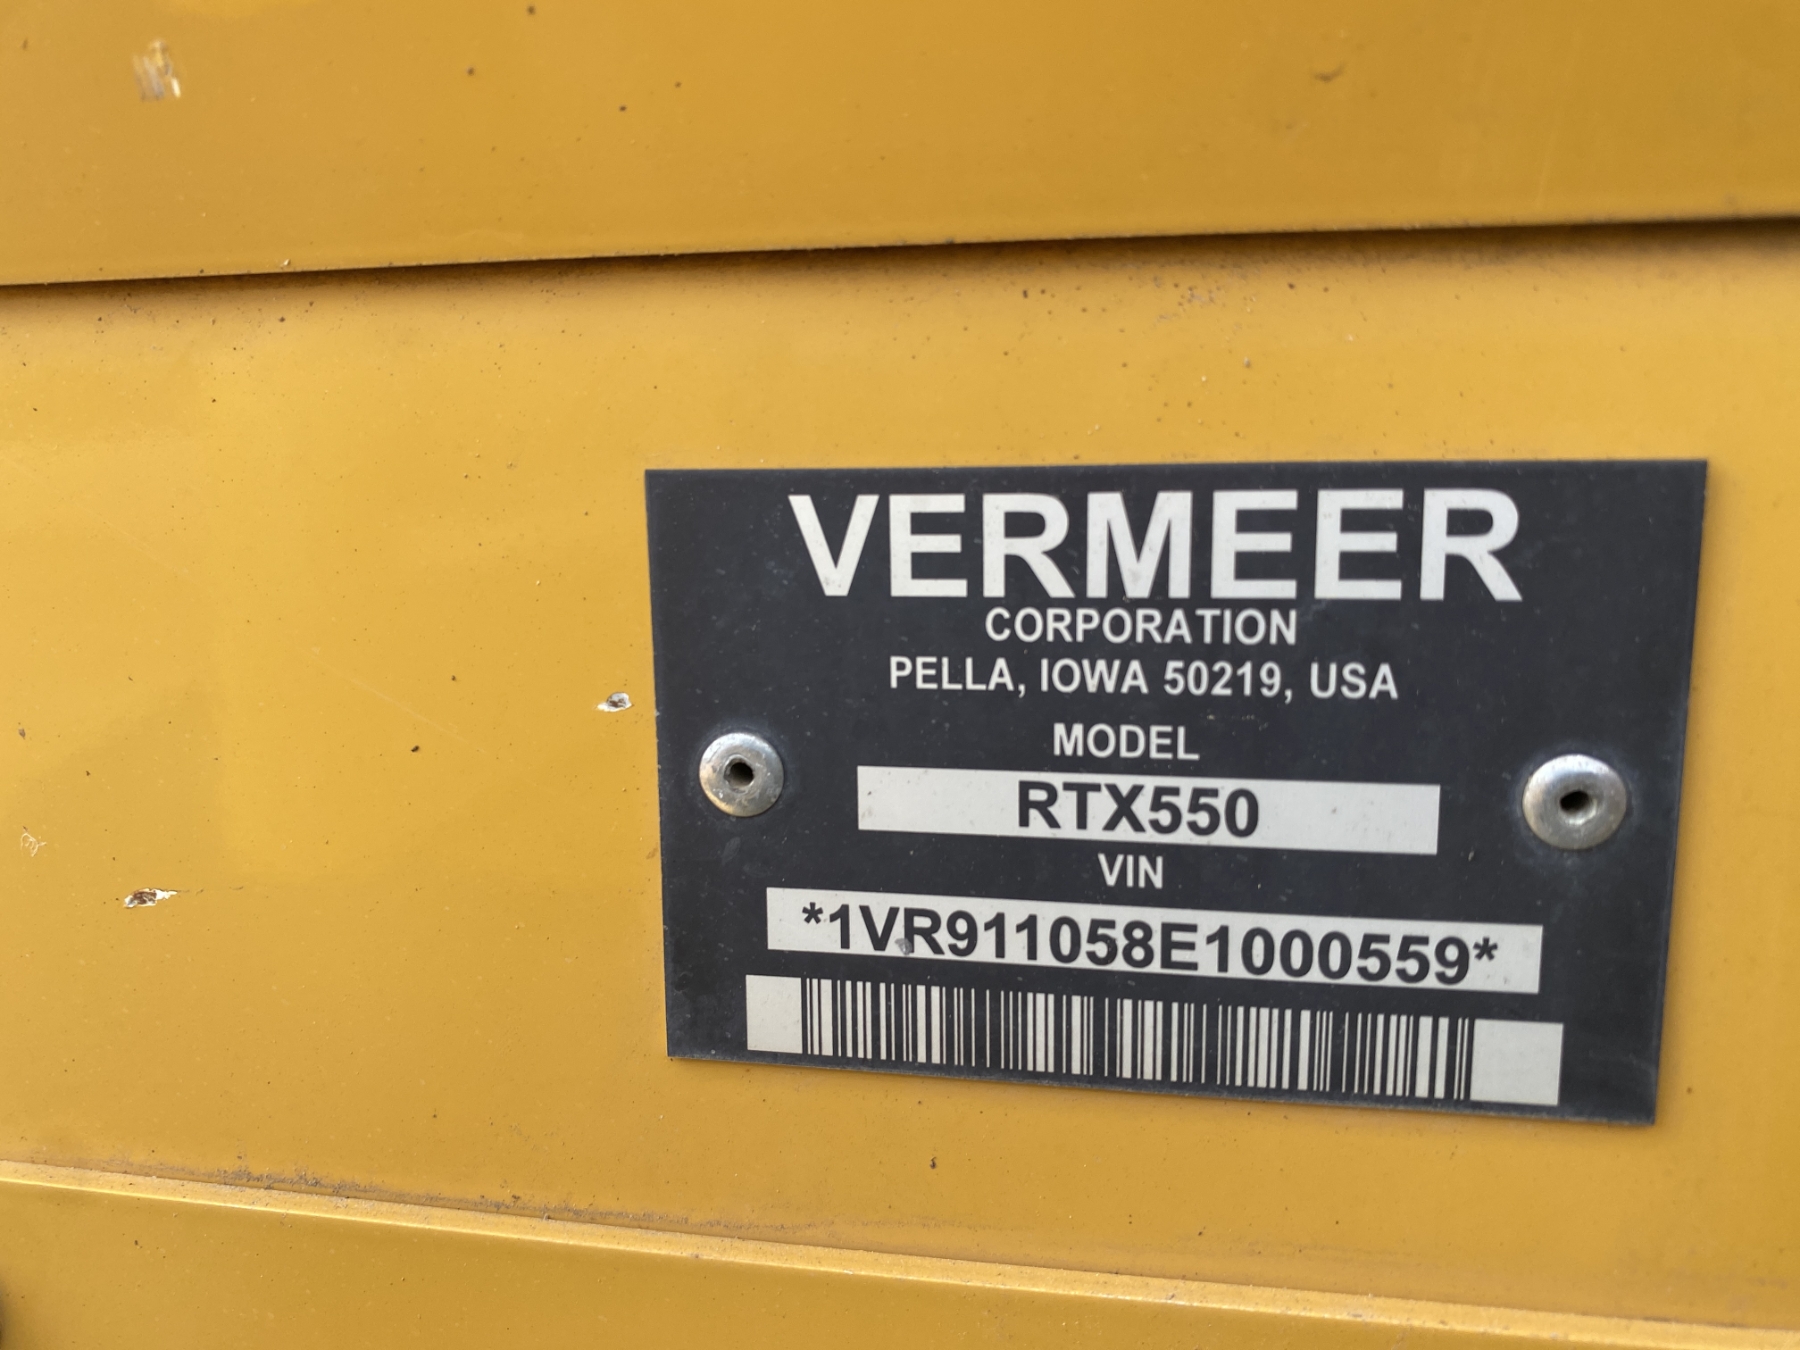 VERMEER
CORPORATION
PELLA, IOWA 50219, USA
MODEL
RTX550
VIN
*1VR911058E1000559*